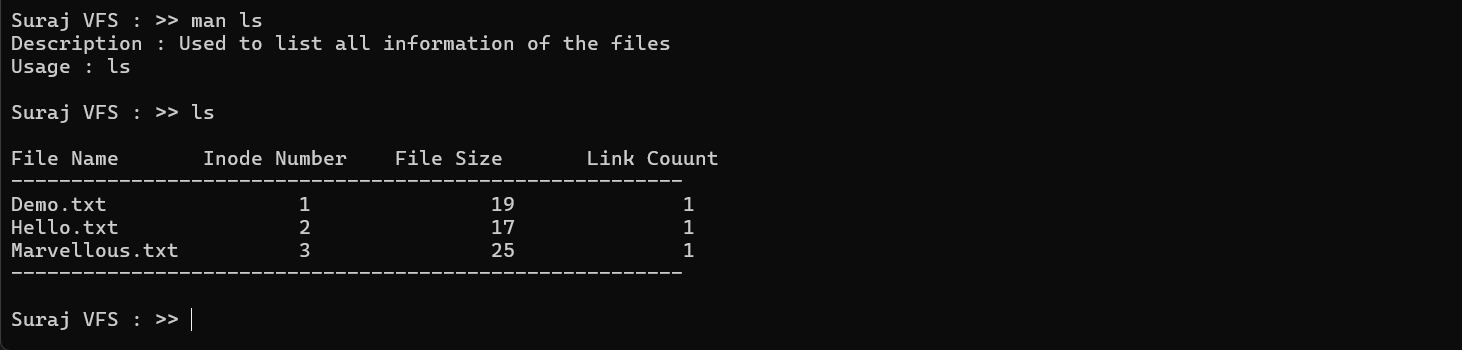 Suraj VFS : >> man ls
Description : Used to list all information of the files
Usage : ls
Suraj VFS : >> ls
File Name       Inode Number    File Size       Link Couunt
--------------------------------------------------------
Demo.txt                1               19              1
Hello.txt               2               17              1
Marvellous.txt          3               25              1
--------------------------------------------------------
Suraj VFS : >>